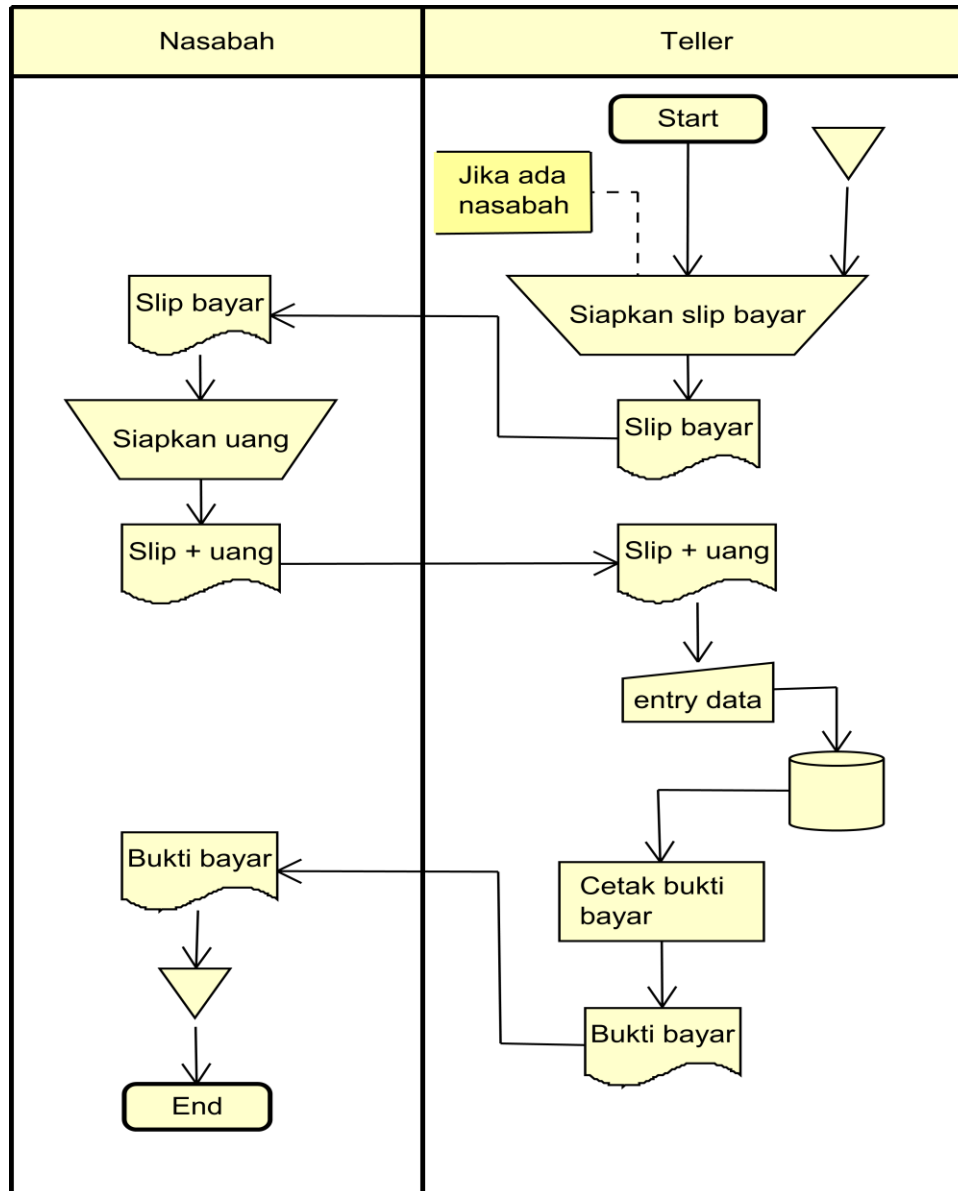 Nasabah
Teller
Start
Jika ada
nasabah
Siapkan slip bayar
Slip bayar
Slip bayar
Siapkan uang
Slip + uang
Slip + uang
entry data
Cetak bukti
bayar
Bukti bayar
Bukti bayar
End